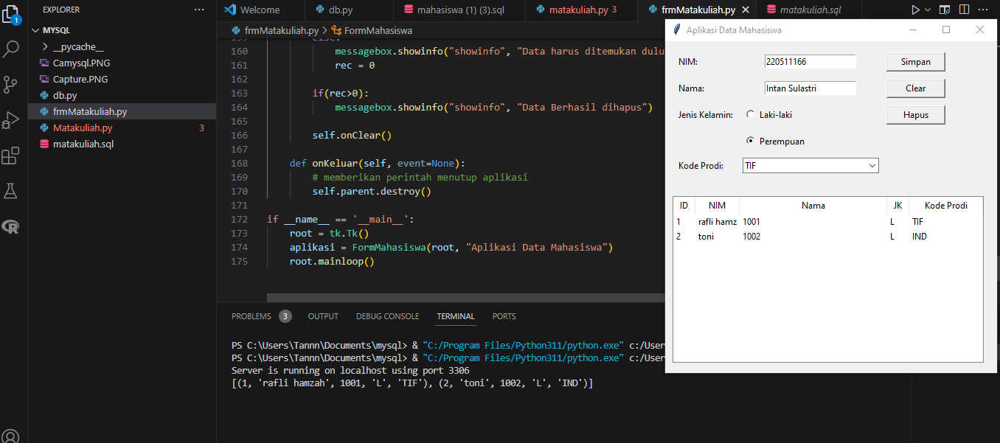 EXPLORER ···
Welcome db.py mahasiswa (1) (3).sql matakuliah.py 3 frmMatakuliah.py matakuliah.sql ···
1
MYSQL
__pycache__
Camysql.PNG
Capture.PNG
db.py
frmMatakuliah.py
Matakuliah.py 3
matakuliah.sql
frmMatakuliah.py > FormMahasiswa
160 messagebox.showinfo("showinfo", "Data harus ditemukan dulu
161 rec = 0
162
163 if(rec>0):
164 messagebox.showinfo("showinfo", "Data Berhasil dihapus")
165
166 self.onClear()
167
168 def onKeluar(self, event=None):
169 # memberikan perintah menutup aplikasi
170 self.parent.destroy()
171
172 if __name__ == '__main__':
173 root = tk.Tk()
174 aplikasi = FormMahasiswa(root, "Aplikasi Data Mahasiswa")
175 root.mainloop()
PROBLEMS 3 OUTPUT DEBUG CONSOLE TERMINAL PORTS
PS C:\Users\Tannn\Documents\mysql> & "C:/Program Files/Python311/python.exe" c:/User
PS C:\Users\Tannn\Documents\mysql> & "C:/Program Files/Python311/python.exe" c:/User
Server is running on localhost using port 3306
[(1, 'rafli hamzah', 1001, 'L', 'TIF'), (2, 'toni', 1002, 'L', 'IND')]
Aplikasi Data Mahasiswa
NIM: 220511166 Simpan
Nama: Intan Sulastri Clear
Jenis Kelamin: Laki-laki Hapus
Perempuan
Kode Prodi: TIF
ID NIM Nama JK Kode Prodi
1 rafli hamz 1001 L TIF
2 toni 1002 L IND